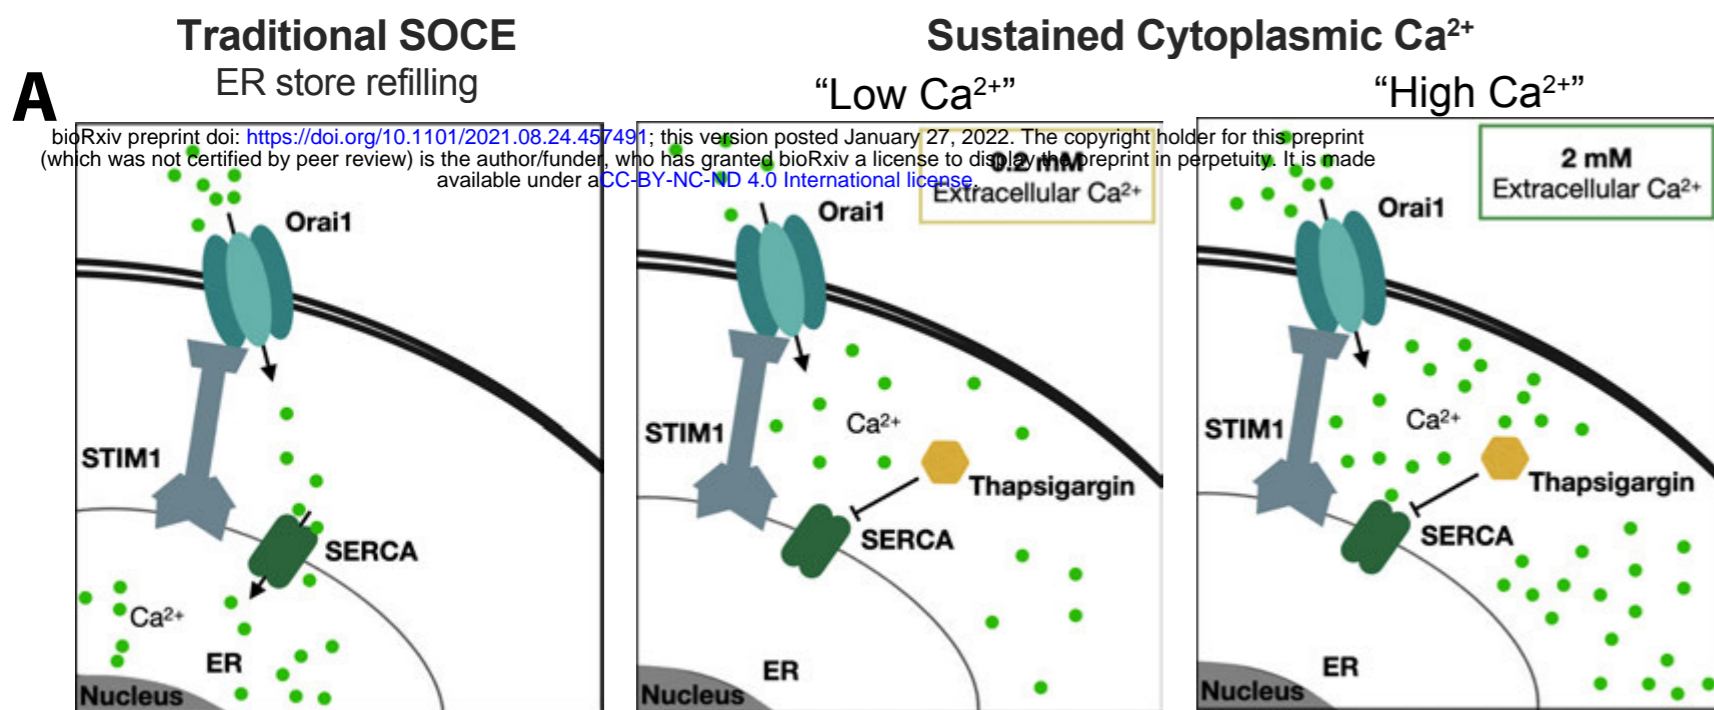 Traditional SOCE
ER store refilling
Sustained Cytoplasmic Ca²⁺
“Low Ca²⁺”
“High Ca²⁺”
A
bioRxiv preprint doi: https://doi.org/10.1101/2021.08.24.457491; this version posted January 27, 2022. The copyright holder for this preprint
(which was not certified by peer review) is the author/funder, who has granted bioRxiv a license to display the preprint in perpetuity. It is made
available under aCC-BY-NC-ND 4.0 International license.
Orai1
STIM1
SERCA
Ca²⁺
ER
Nucleus
0.2 mM
Extracellular Ca²⁺
Orai1
STIM1
Ca²⁺
Thapsigargin
SERCA
ER
Nucleus
2 mM
Extracellular Ca²⁺
Orai1
STIM1
Ca²⁺
Thapsigargin
SERCA
ER
Nucleus